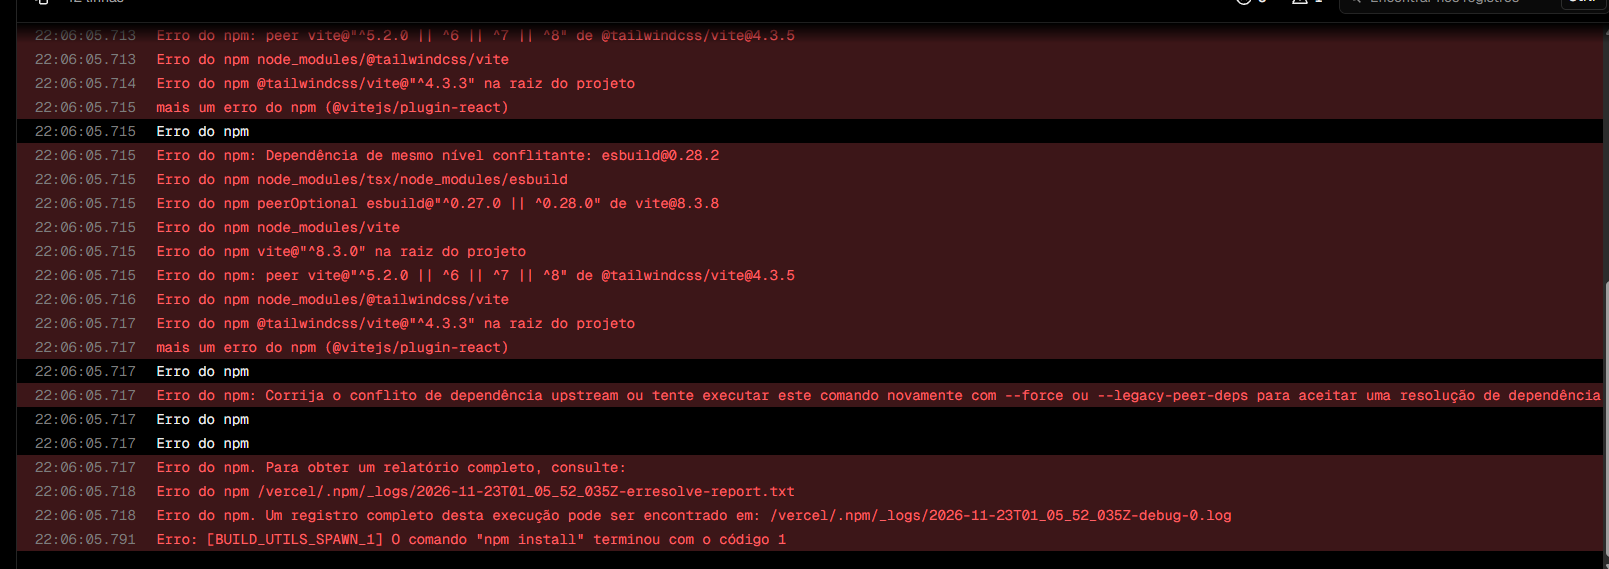 12 linhas
Encontrar nos registros
22:06:05.713 Erro do npm: peer vite@"^5.2.0 || ^6 || ^7 || ^8" de @tailwindcss/vite@4.3.5
22:06:05.713 Erro do npm node_modules/@tailwindcss/vite
22:06:05.714 Erro do npm @tailwindcss/vite@"^4.3.3" na raiz do projeto
22:06:05.715 mais um erro do npm (@vitejs/plugin-react)
22:06:05.715 Erro do npm
22:06:05.715 Erro do npm: Dependência de mesmo nível conflitante: esbuild@0.28.2
22:06:05.715 Erro do npm node_modules/tsx/node_modules/esbuild
22:06:05.715 Erro do npm peerOptional esbuild@"^0.27.0 || ^0.28.0" de vite@8.3.8
22:06:05.715 Erro do npm node_modules/vite
22:06:05.715 Erro do npm vite@"^8.3.0" na raiz do projeto
22:06:05.715 Erro do npm: peer vite@"^5.2.0 || ^6 || ^7 || ^8" de @tailwindcss/vite@4.3.5
22:06:05.716 Erro do npm node_modules/@tailwindcss/vite
22:06:05.717 Erro do npm @tailwindcss/vite@"^4.3.3" na raiz do projeto
22:06:05.717 mais um erro do npm (@vitejs/plugin-react)
22:06:05.717 Erro do npm
22:06:05.717 Erro do npm: Corrija o conflito de dependência upstream ou tente executar este comando novamente com --force ou --legacy-peer-deps para aceitar uma resolução de dependência
22:06:05.717 Erro do npm
22:06:05.717 Erro do npm
22:06:05.717 Erro do npm. Para obter um relatório completo, consulte:
22:06:05.718 Erro do npm /vercel/.npm/_logs/2026-11-23T01_05_52_035Z-eresolve-report.txt
22:06:05.718 Erro do npm. Um registro completo desta execução pode ser encontrado em: /vercel/.npm/_logs/2026-11-23T01_05_52_035Z-debug-0.log
22:06:05.791 Erro: [BUILD_UTILS_SPAWN_1] O comando "npm install" terminou com o código 1